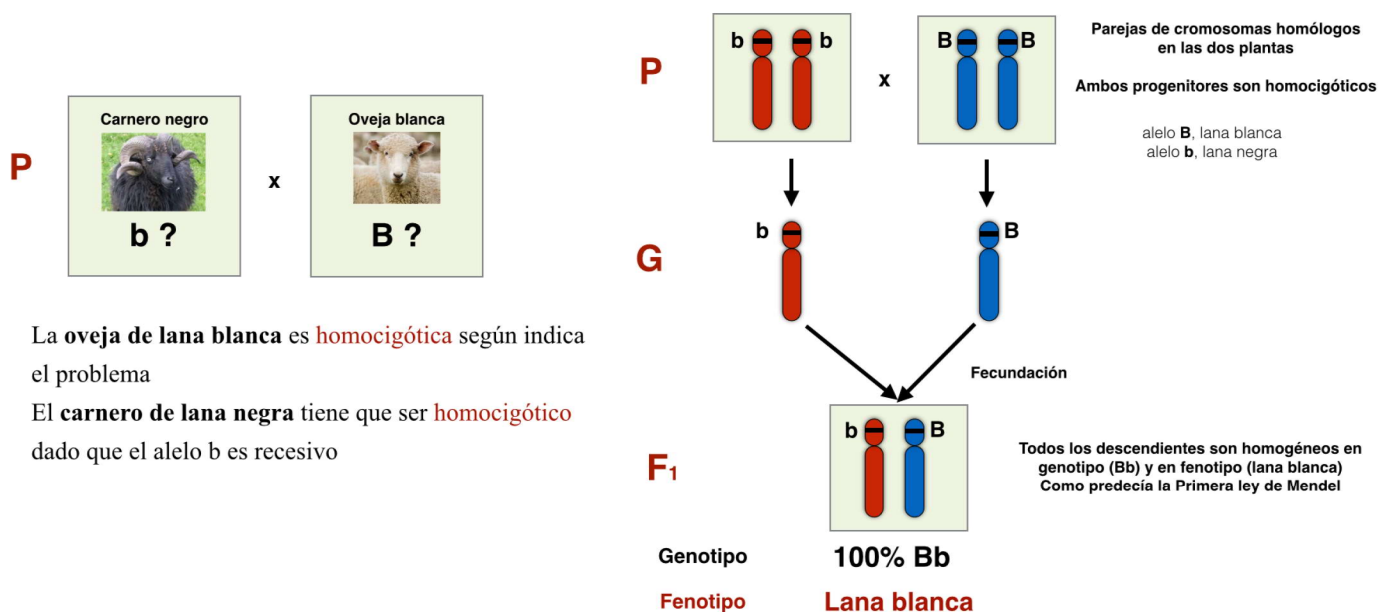 Carnero negro
Oveja blanca
P
x
b ?
B ?
La oveja de lana blanca es homocigótica según indica
el problema
El carnero de lana negra tiene que ser homocigótico
dado que el alelo b es recesivo
P
b
b
x
B
B
Parejas de cromosomas homólogos
en las dos plantas
Ambos progenitores son homocigóticos
alelo B, lana blanca
alelo b, lana negra
G
b
B
Fecundación
F1
b
B
Todos los descendientes son homogéneos en
genotipo (Bb) y en fenotipo (lana blanca)
Como predecía la Primera ley de Mendel
Genotipo
100% Bb
Fenotipo
Lana blanca